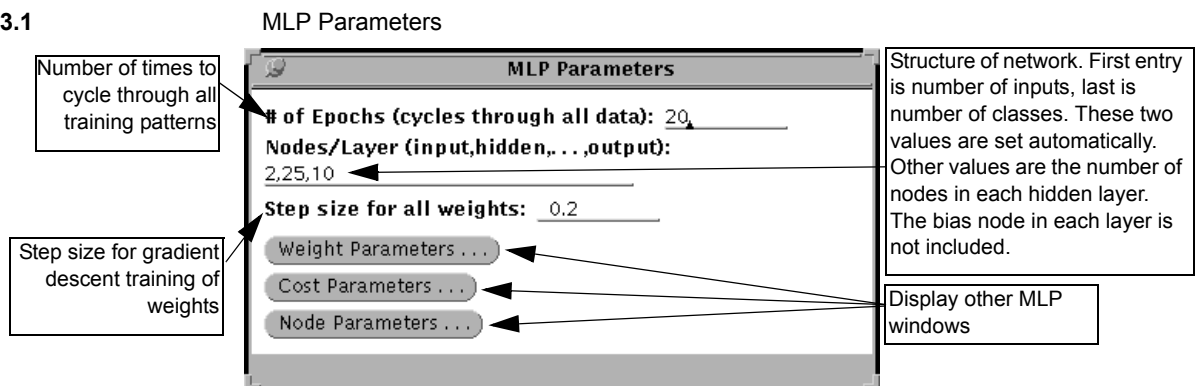 3.1 MLP Parameters
Number of times to
cycle through all
training patterns
MLP Parameters
# of Epochs (cycles through all data): 20
Nodes/Layer (input,hidden,...,output):
2,25,10
Step size for all weights: 0.2
Weight Parameters ...
Cost Parameters ...
Node Parameters ...
Step size for gradient
descent training of
weights
Structure of network. First entry
is number of inputs, last is
number of classes. These two
values are set automatically.
Other values are the number of
nodes in each hidden layer.
The bias node in each layer is
not included.
Display other MLP
windows